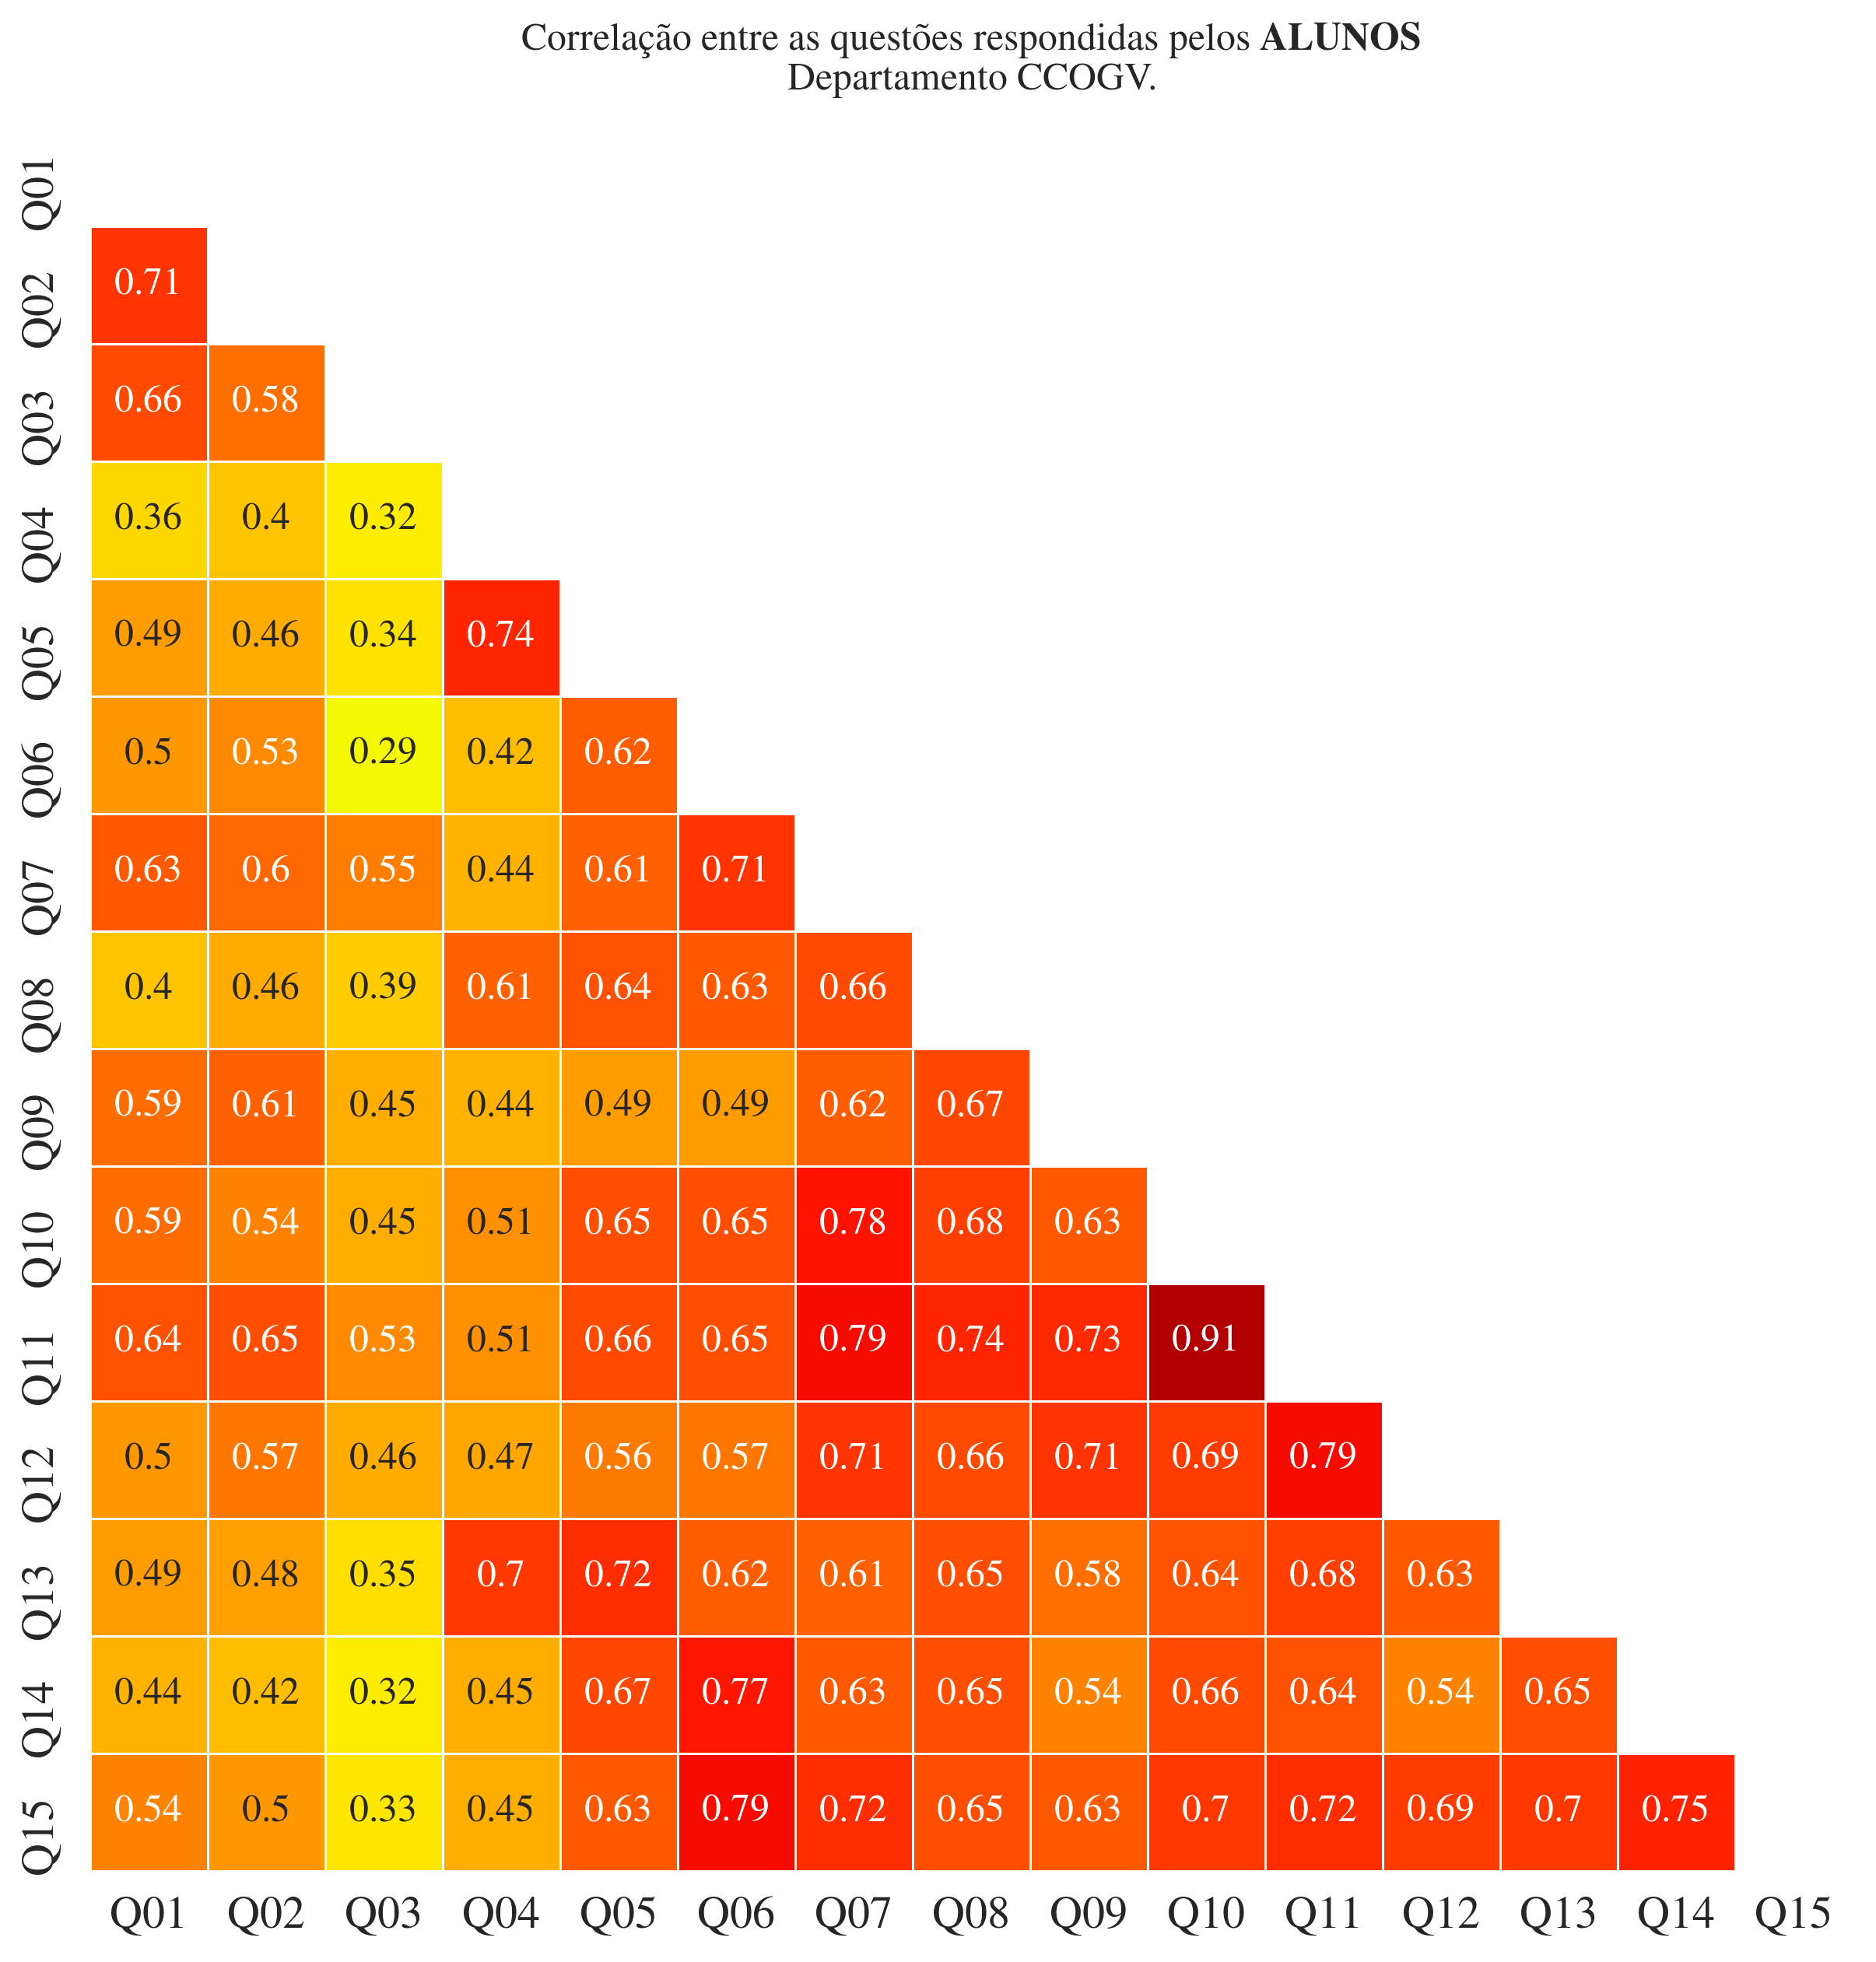 Correlação entre as questões respondidas pelos ALUNOS
Departamento CCOGV.
Q01
Q02 0.71
Q03 0.66 0.58
Q04 0.36 0.4 0.32
Q05 0.49 0.46 0.34 0.74
Q06 0.5 0.53 0.29 0.42 0.62
Q07 0.63 0.6 0.55 0.44 0.61 0.71
Q08 0.4 0.46 0.39 0.61 0.64 0.63 0.66
Q09 0.59 0.61 0.45 0.44 0.49 0.49 0.62 0.67
Q10 0.59 0.54 0.45 0.51 0.65 0.65 0.78 0.68 0.63
Q11 0.64 0.65 0.53 0.51 0.66 0.65 0.79 0.74 0.73 0.91
Q12 0.5 0.57 0.46 0.47 0.56 0.57 0.71 0.66 0.71 0.69 0.79
Q13 0.49 0.48 0.35 0.7 0.72 0.62 0.61 0.65 0.58 0.64 0.68 0.63
Q14 0.44 0.42 0.32 0.45 0.67 0.77 0.63 0.65 0.54 0.66 0.64 0.54 0.65
Q15 0.54 0.5 0.33 0.45 0.63 0.79 0.72 0.65 0.63 0.7 0.72 0.69 0.7 0.75
Q01 Q02 Q03 Q04 Q05 Q06 Q07 Q08 Q09 Q10 Q11 Q12 Q13 Q14 Q15